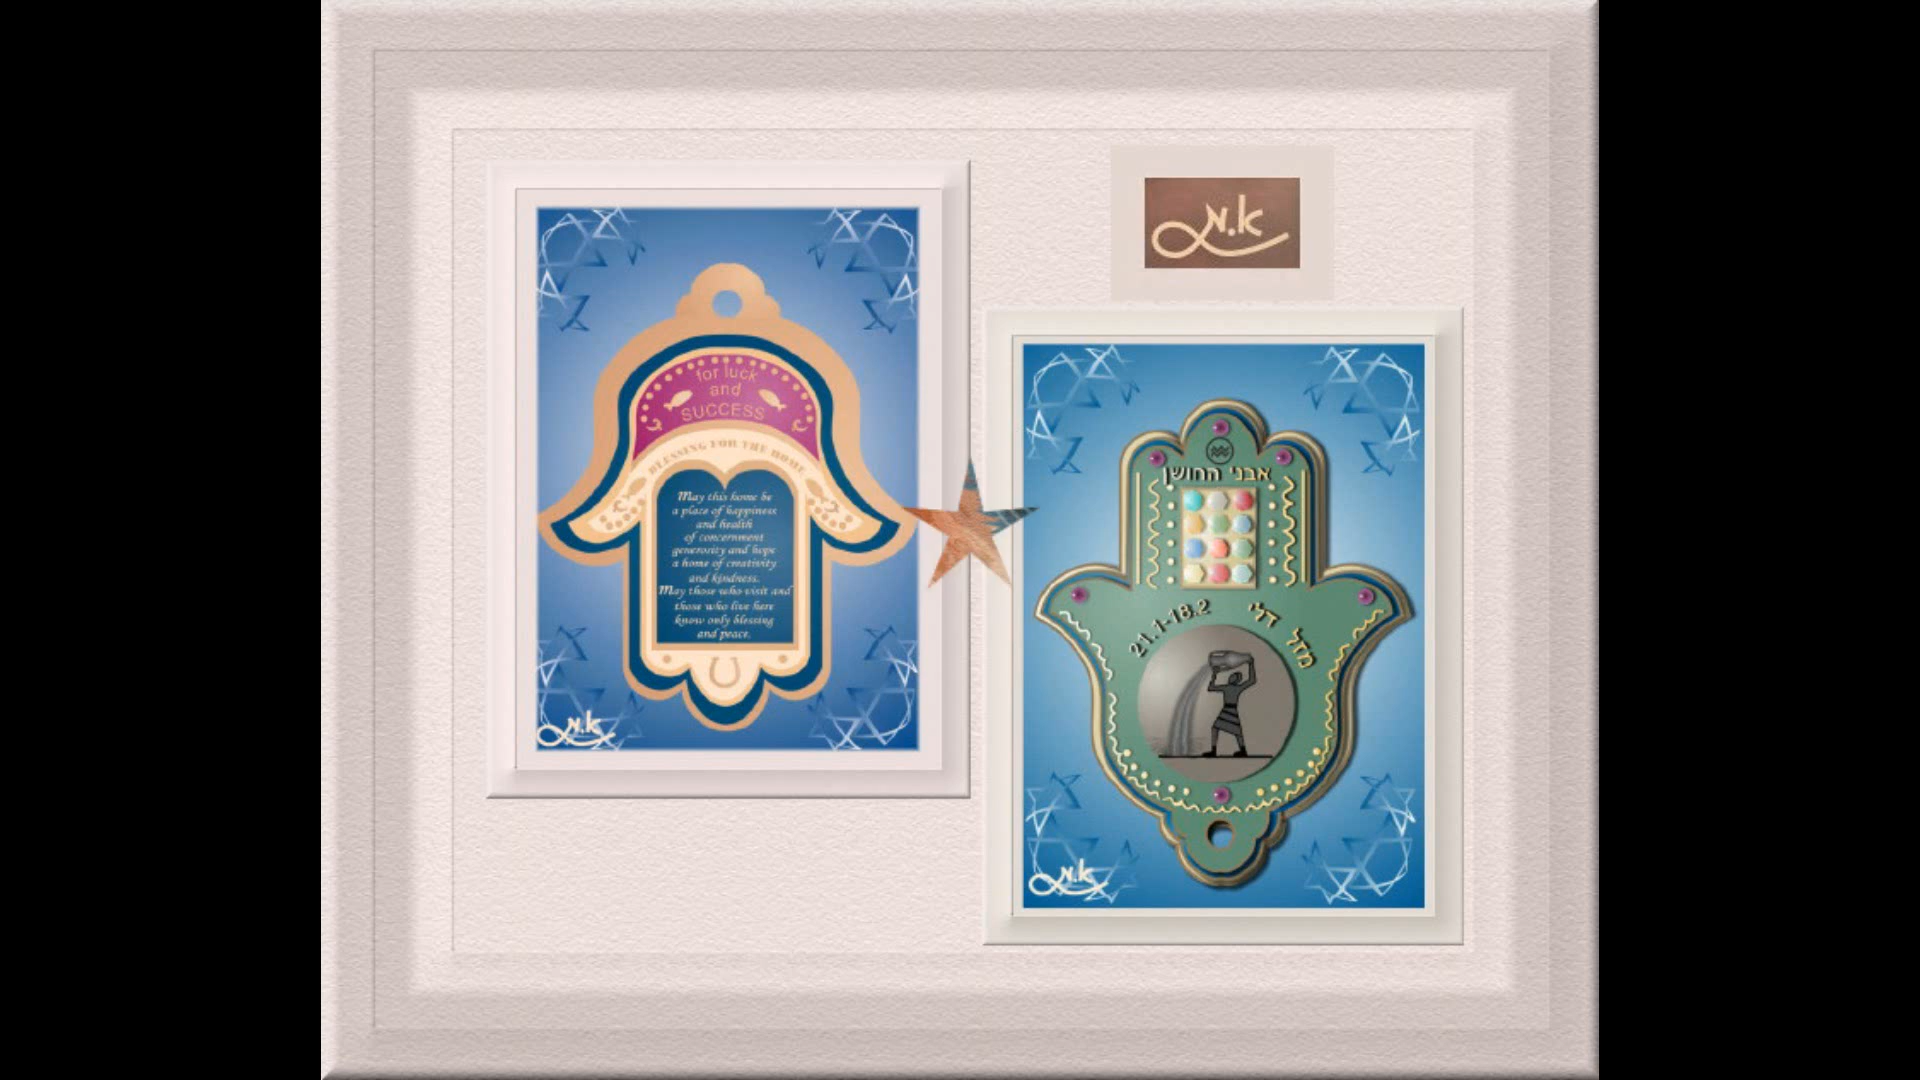 for luck
and
SUCCESS
BLESSING FOR THE HOME
May this home be
a place of happiness
and health
of concernment
generosity and hope
a home of creativity
and kindness.
May those who visit and
those who live here
know only blessing
and peace.
א.א
א.א
אבני החושן
21.1-18.2
מזל דלי
א.א